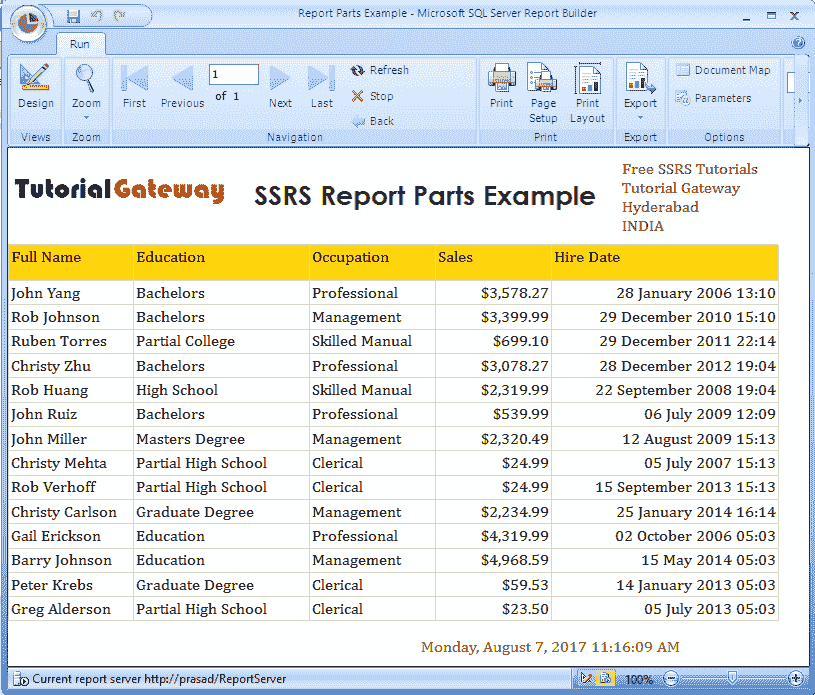 Report Parts Example - Microsoft SQL Server Report Builder
Run
Design
Zoom
First
Previous
1
of 1
Next
Last
Refresh
Stop
Back
Print
Page Setup
Print Layout
Export
Document Map
Parameters
Views
Zoom
Navigation
Print
Export
Options
TutorialGateway
SSRS Report Parts Example
Free SSRS Tutorials
Tutorial Gateway
Hyderabad
INDIA
Full Name Education Occupation Sales Hire Date
John Yang Bachelors Professional $3,578.27 28 January 2006 13:10
Rob Johnson Bachelors Management $3,399.99 29 December 2010 15:10
Ruben Torres Partial College Skilled Manual $699.10 29 December 2011 22:14
Christy Zhu Bachelors Professional $3,078.27 28 December 2012 19:04
Rob Huang High School Skilled Manual $2,319.99 22 September 2008 19:04
John Ruiz Bachelors Professional $539.99 06 July 2009 12:09
John Miller Masters Degree Management $2,320.49 12 August 2009 15:13
Christy Mehta Partial High School Clerical $24.99 05 July 2007 15:13
Rob Verhoff Partial High School Clerical $24.99 15 September 2013 15:13
Christy Carlson Graduate Degree Management $2,234.99 25 January 2014 16:14
Gail Erickson Education Professional $4,319.99 02 October 2006 05:03
Barry Johnson Education Management $4,968.59 15 May 2014 05:03
Peter Krebs Graduate Degree Clerical $59.53 14 January 2013 05:03
Greg Alderson Partial High School Clerical $23.50 05 July 2013 05:03
Monday, August 7, 2017 11:16:09 AM
Current report server http://prasad/ReportServer
100%